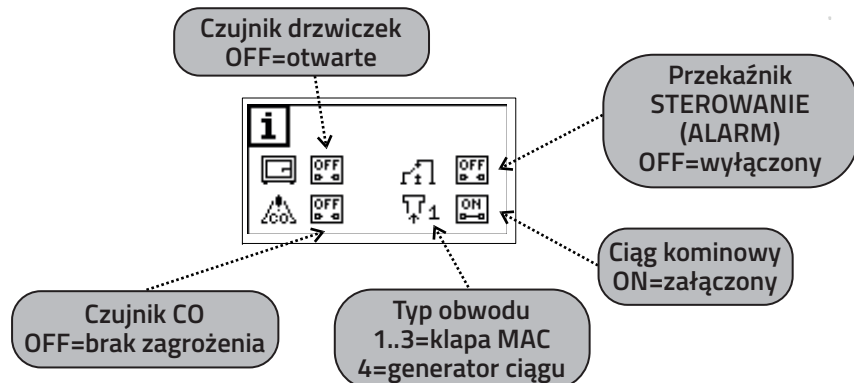 Czujnik drzwiczek
OFF=otwarte
Przekaźnik
STEROWANIE
(ALARM)
OFF=wyłączony
i
OFF
OFF
CO
OFF
1
ON
Ciąg kominowy
ON=załączony
Czujnik CO
OFF=brak zagrożenia
Typ obwodu
1..3=klapa MAC
4=generator ciągu